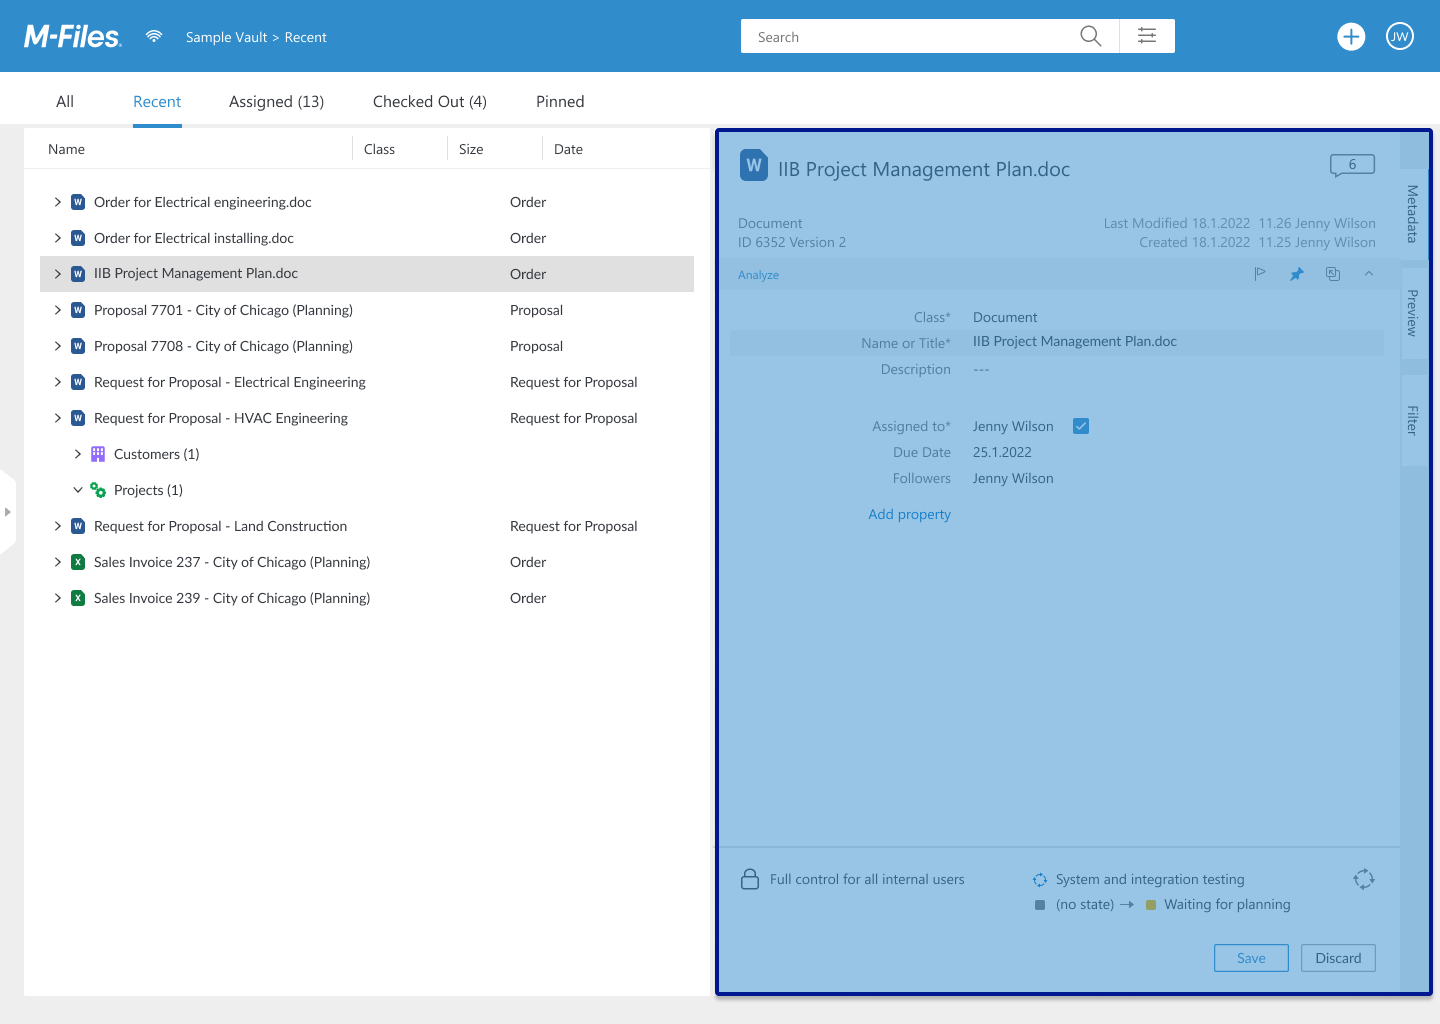 M-Files
Sample Vault > Recent
Search
JW
All
Recent
Assigned (13)
Checked Out (4)
Pinned
Name
Class
Size
Date
Order for Electrical engineering.doc Order
Order for Electrical installing.doc Order
IIB Project Management Plan.doc Order
Proposal 7701 - City of Chicago (Planning) Proposal
Proposal 7708 - City of Chicago (Planning) Proposal
Request for Proposal - Electrical Engineering Request for Proposal
Request for Proposal - HVAC Engineering Request for Proposal
Customers (1)
Projects (1)
Request for Proposal - Land Construction Request for Proposal
Sales Invoice 237 - City of Chicago (Planning) Order
Sales Invoice 239 - City of Chicago (Planning) Order
W IIB Project Management Plan.doc
6
Document
ID 6352 Version 2
Last Modified 18.1.2022 11.26 Jenny Wilson
Created 18.1.2022 11.25 Jenny Wilson
Analyze
Class* Document
Name or Title* IIB Project Management Plan.doc
Description ---
Assigned to* Jenny Wilson
Due Date 25.1.2022
Followers Jenny Wilson
Add property
Metadata
Preview
Filter
Full control for all internal users
System and integration testing
(no state) → Waiting for planning
Save
Discard